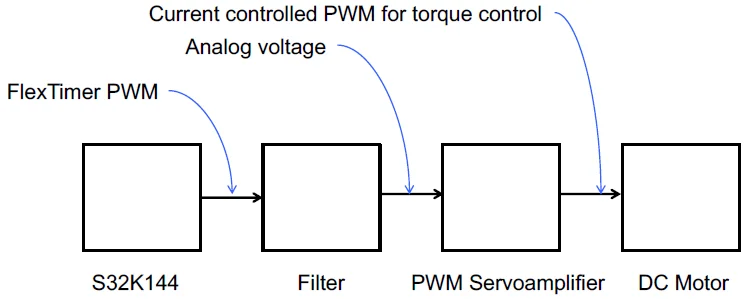 Current controlled PWM for torque control
Analog voltage
FlexTimer PWM
S32K144
Filter
PWM Servoamplifier
DC Motor